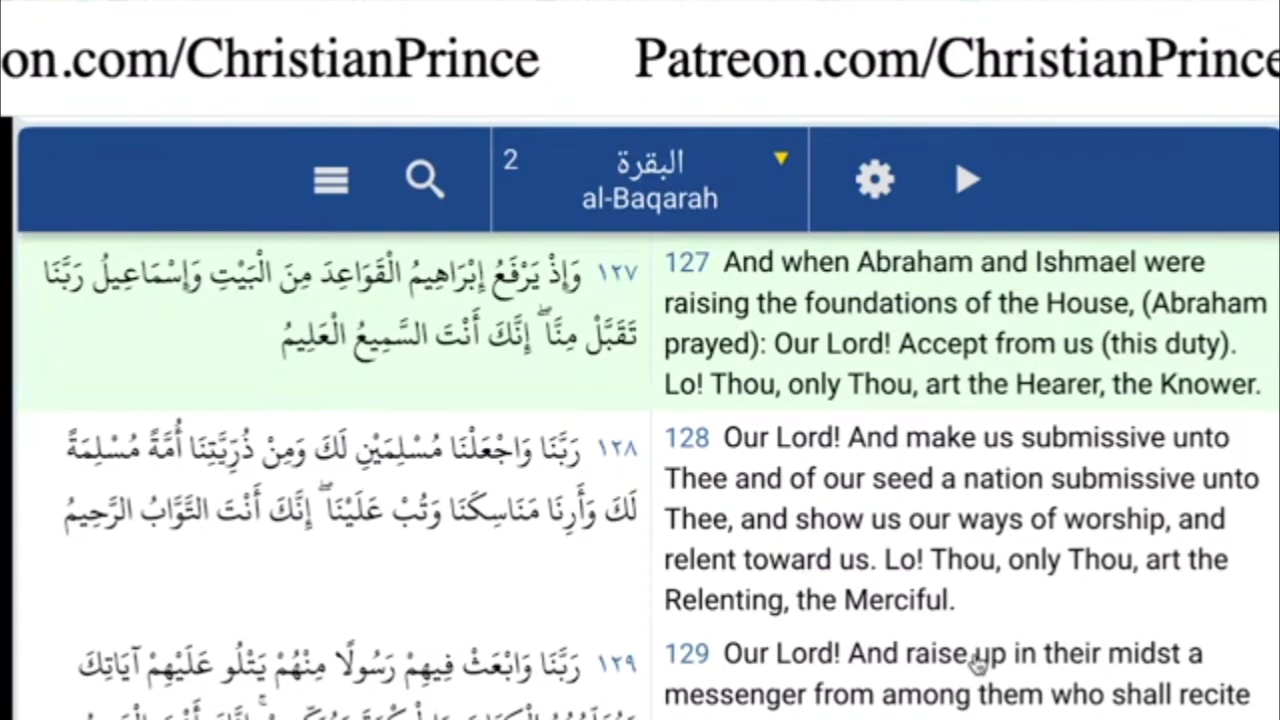 on.com/ChristianPrince Patreon.com/ChristianPrince
2 البقرة
al-Baqarah
١٢٧ وَإِذْ يَرْفَعُ إِبْرَاهِيمُ الْقَوَاعِدَ مِنَ الْبَيْتِ وَإِسْمَاعِيلُ رَبَّنَا
تَقَبَّلْ مِنَّا ۖ إِنَّكَ أَنْتَ السَّمِيعُ الْعَلِيمُ
127 And when Abraham and Ishmael were
raising the foundations of the House, (Abraham
prayed): Our Lord! Accept from us (this duty).
Lo! Thou, only Thou, art the Hearer, the Knower.
١٢٨ رَبَّنَا وَاجْعَلْنَا مُسْلِمَيْنِ لَكَ وَمِنْ ذُرِّيَّتِنَا أُمَّةً مُسْلِمَةً
لَكَ وَأَرِنَا مَنَاسِكَنَا وَتُبْ عَلَيْنَا ۖ إِنَّكَ أَنْتَ التَّوَّابُ الرَّحِيمُ
128 Our Lord! And make us submissive unto
Thee and of our seed a nation submissive unto
Thee, and show us our ways of worship, and
relent toward us. Lo! Thou, only Thou, art the
Relenting, the Merciful.
١٢٩ رَبَّنَا وَابْعَثْ فِيهِمْ رَسُولًا مِنْهُمْ يَتْلُو عَلَيْهِمْ آيَاتِكَ
129 Our Lord! And raise up in their midst a
messenger from among them who shall recite